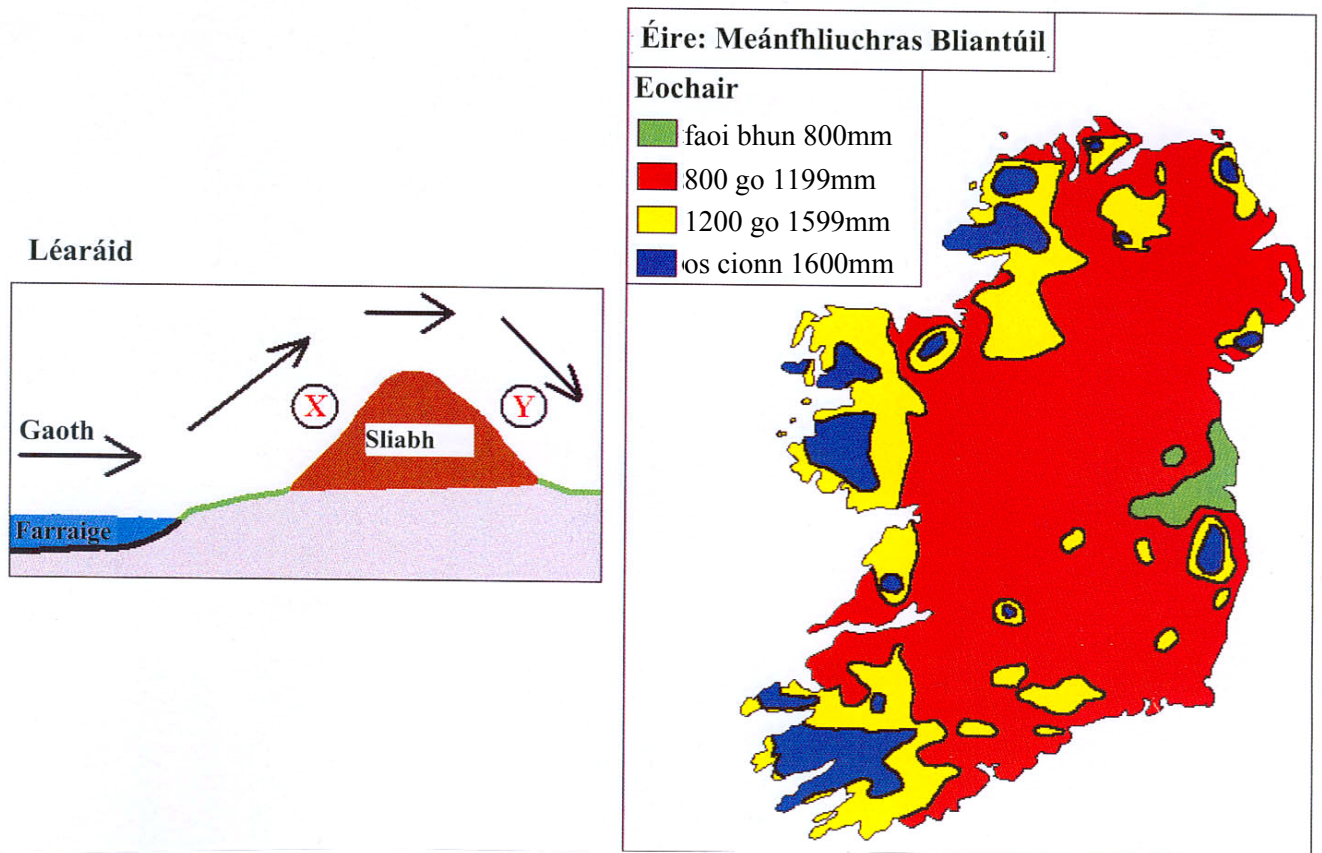 Léaráid
Gaoth
X
Y
Sliabh
Farraige
Éire: Meánfhliuchras Bliantúil
Eochair
faoi bhun 800mm
800 go 1199mm
1200 go 1599mm
os cionn 1600mm